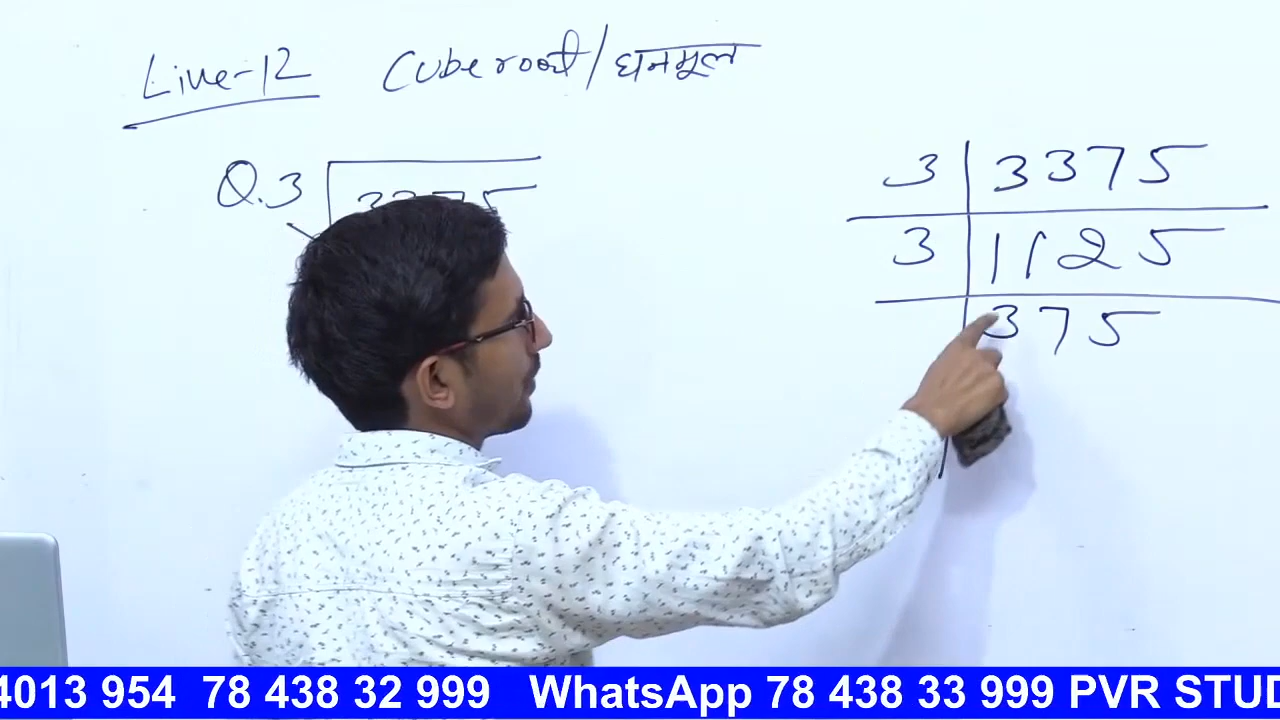 Live-12 Cube root/घनमूल
Q. 3 3375
3 3375
3 1125
375
4013 954 78 438 32 999 WhatsApp 78 438 33 999 PVR STUD